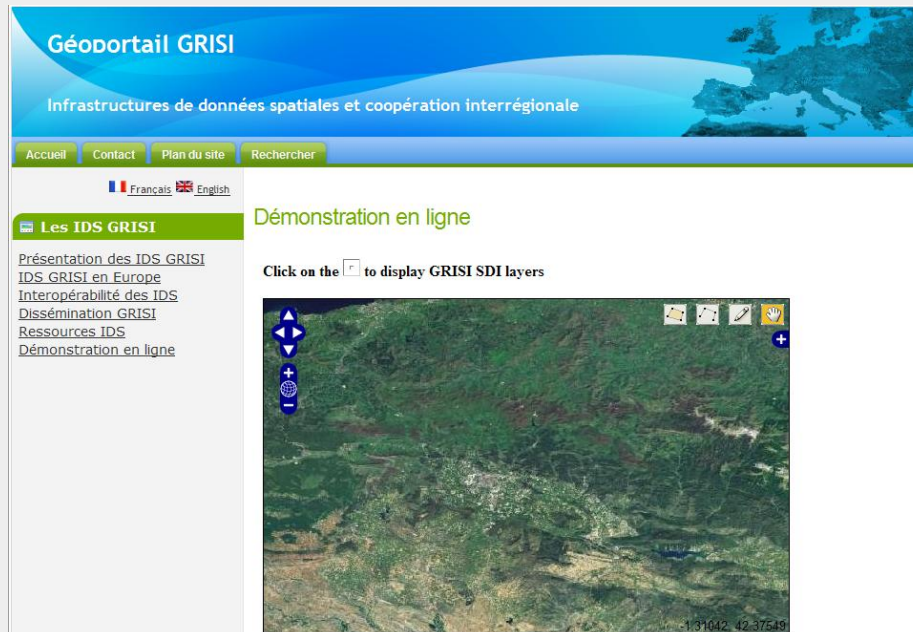 Géoportail GRISI
Infrastructures de données spatiales et coopération interrégionale
Accueil Contact Plan du site Rechercher
Français English
Les IDS GRISI
Présentation des IDS GRISI
IDS GRISI en Europe
Interopérabilité des IDS
Dissémination GRISI
Ressources IDS
Démonstration en ligne
Démonstration en ligne
Click on the to display GRISI SDI layers
-1.31042, 42.37549